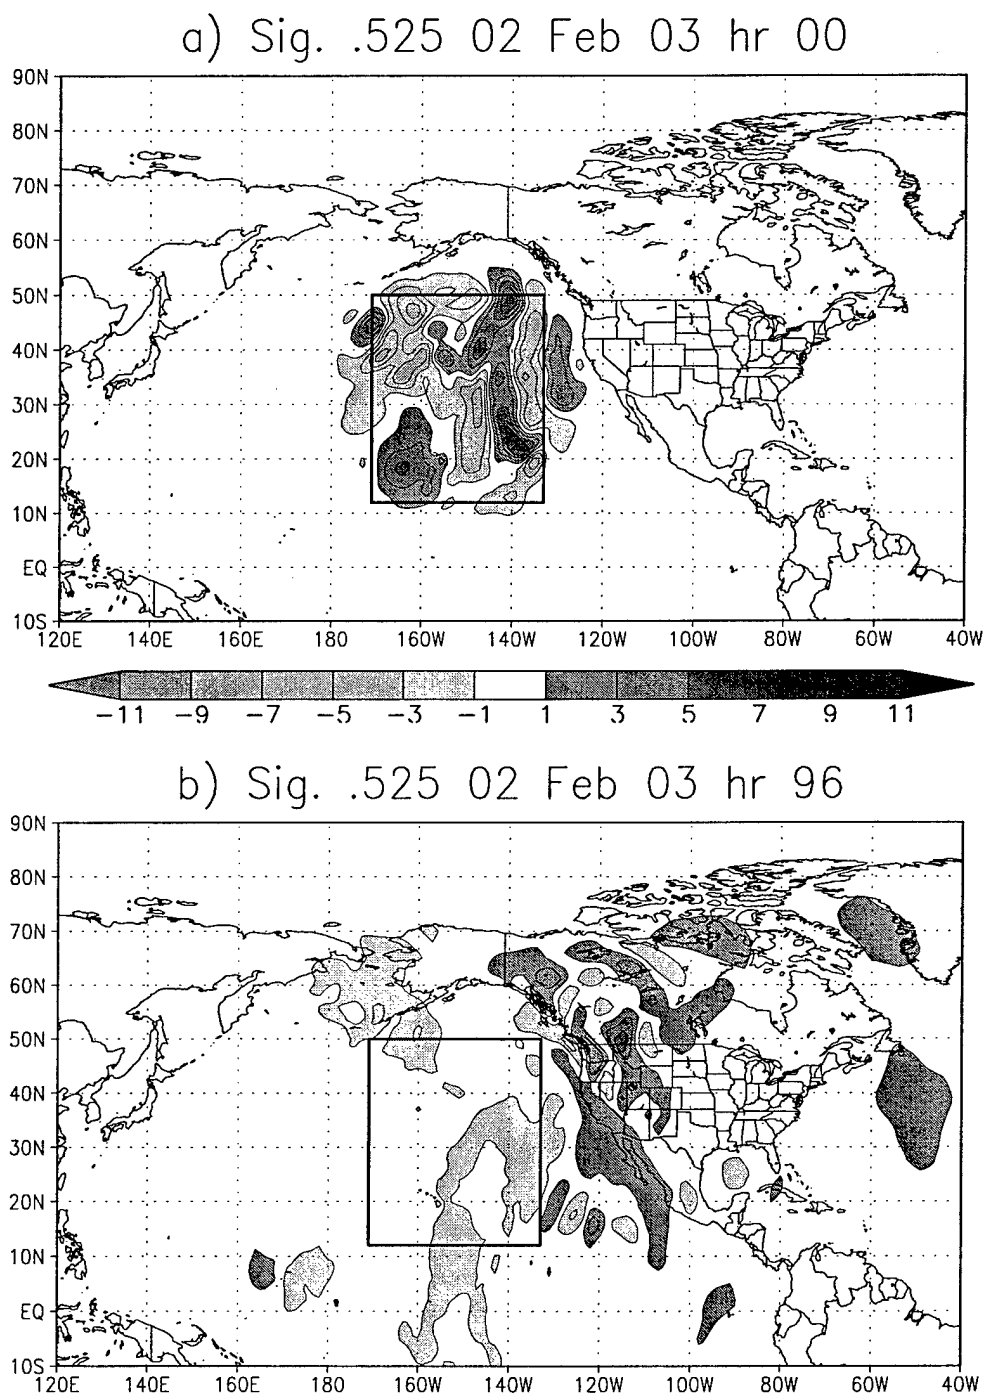 a) Sig. .525 02 Feb 03 hr 00
90N
80N
70N
60N
50N
40N
30N
20N
10N
EQ
10S
120E 140E 160E 180 160W 140W 120W 100W 80W 60W 40W
−11 −9 −7 −5 −3 −1 1 3 5 7 9 11
b) Sig. .525 02 Feb 03 hr 96
90N
80N
70N
60N
50N
40N
30N
20N
10N
EQ
10S
120E 140E 160E 180 160W 140W 120W 100W 80W 60W 40W